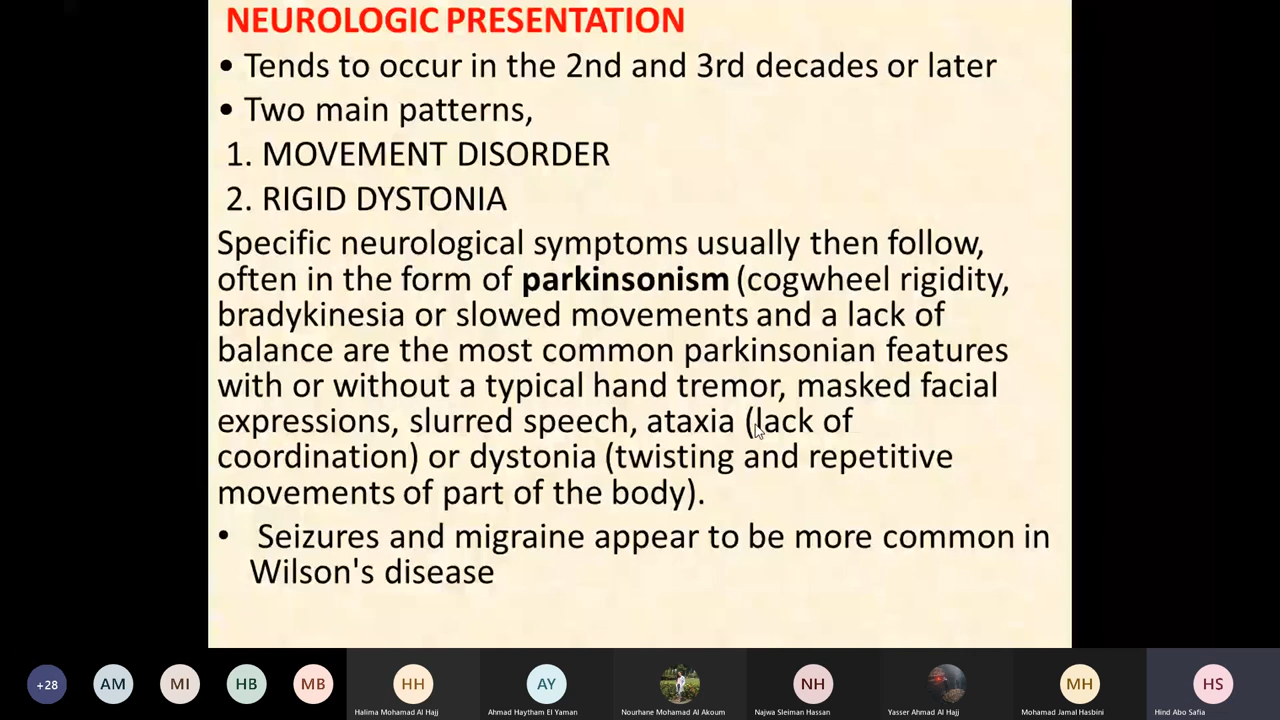 NEUROLOGIC PRESENTATION
• Tends to occur in the 2nd and 3rd decades or later
• Two main patterns,
1. MOVEMENT DISORDER
2. RIGID DYSTONIA
Specific neurological symptoms usually then follow,
often in the form of parkinsonism (cogwheel rigidity,
bradykinesia or slowed movements and a lack of
balance are the most common parkinsonian features
with or without a typical hand tremor, masked facial
expressions, slurred speech, ataxia (lack of
coordination) or dystonia (twisting and repetitive
movements of part of the body).
• Seizures and migraine appear to be more common in
Wilson's disease
+28 AM MI HB MB HH AY NH MH HS
Halima Mohamad Al Hajj Ahmad Haytham El Yaman Nourhane Mohamad Al Akoum Najwa Sleiman Hassan Yasser Ahmad Al Hajj Mohamad Jamal Hasbini Hind Abo Safia